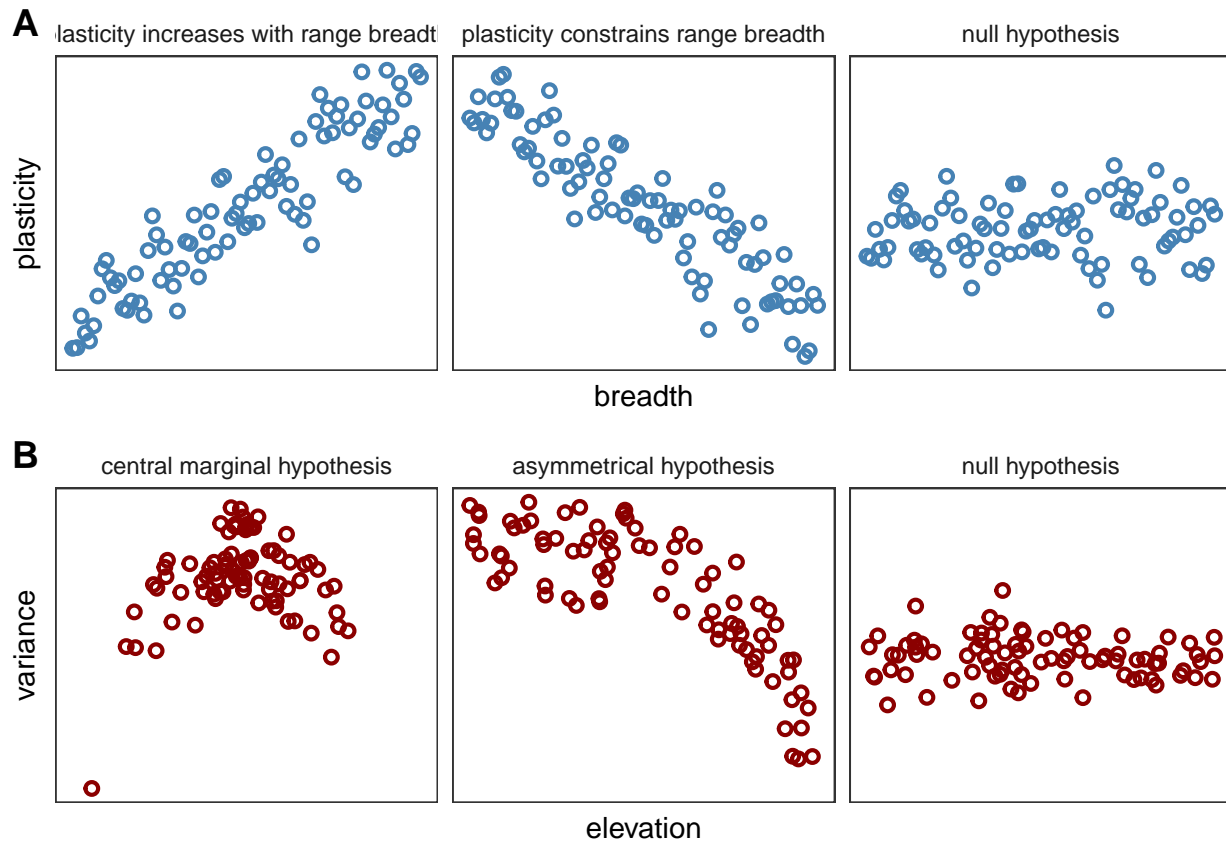 A
lasticity increases with range breadt
plasticity constrains range breadth
null hypothesis
plasticity
breadth
B
central marginal hypothesis
asymmetrical hypothesis
null hypothesis
variance
elevation